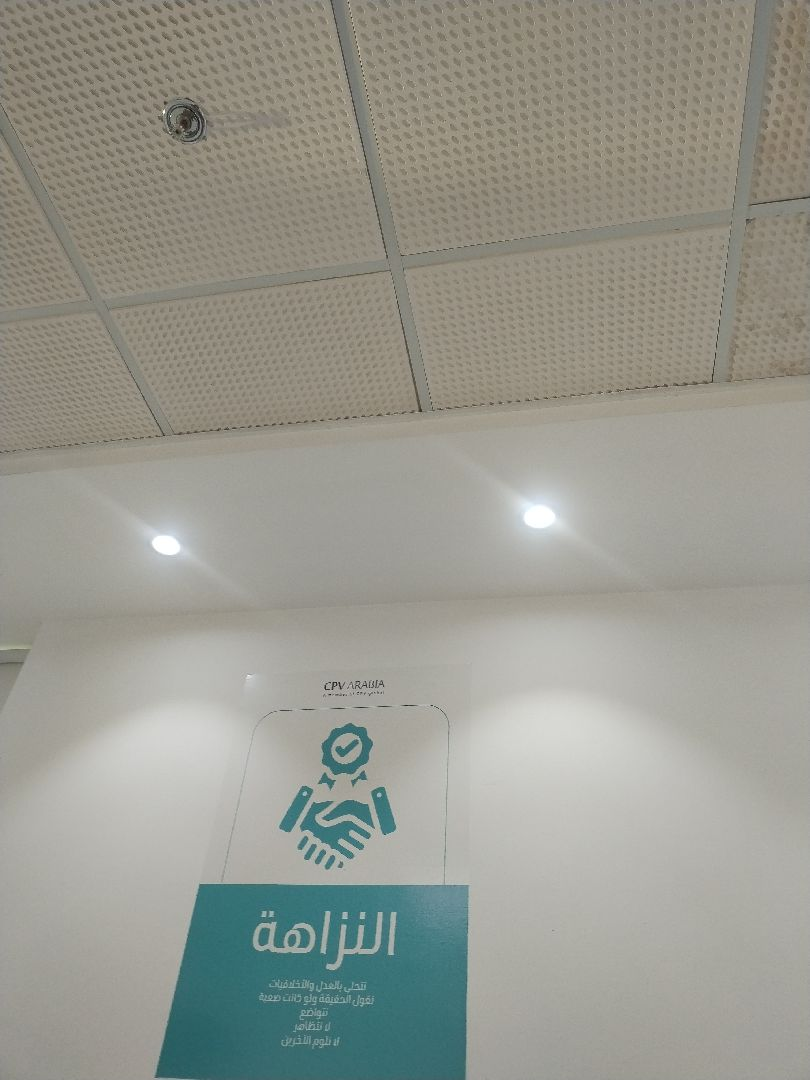 CPV ARABIA
النزاهة
نتحلى بالعدل والأخلاقيات
نقول الحقيقة ولو كانت صعبة
نتواضع
لا نتظاهر
لا نلوم الآخرين